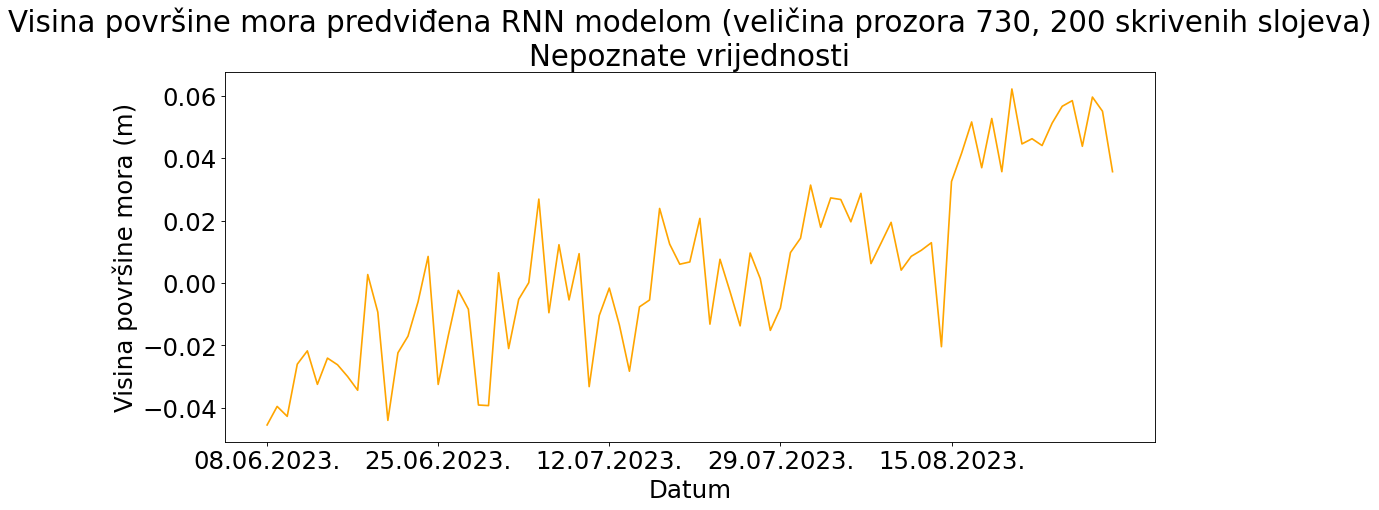 Visina površine mora predviđena RNN modelom (veličina prozora 730, 200 skrivenih slojeva)
Nepoznate vrijednosti
Visina površine mora (m)
0.06
0.04
0.02
0.00
−0.02
−0.04
08.06.2023. 25.06.2023. 12.07.2023. 29.07.2023. 15.08.2023.
Datum